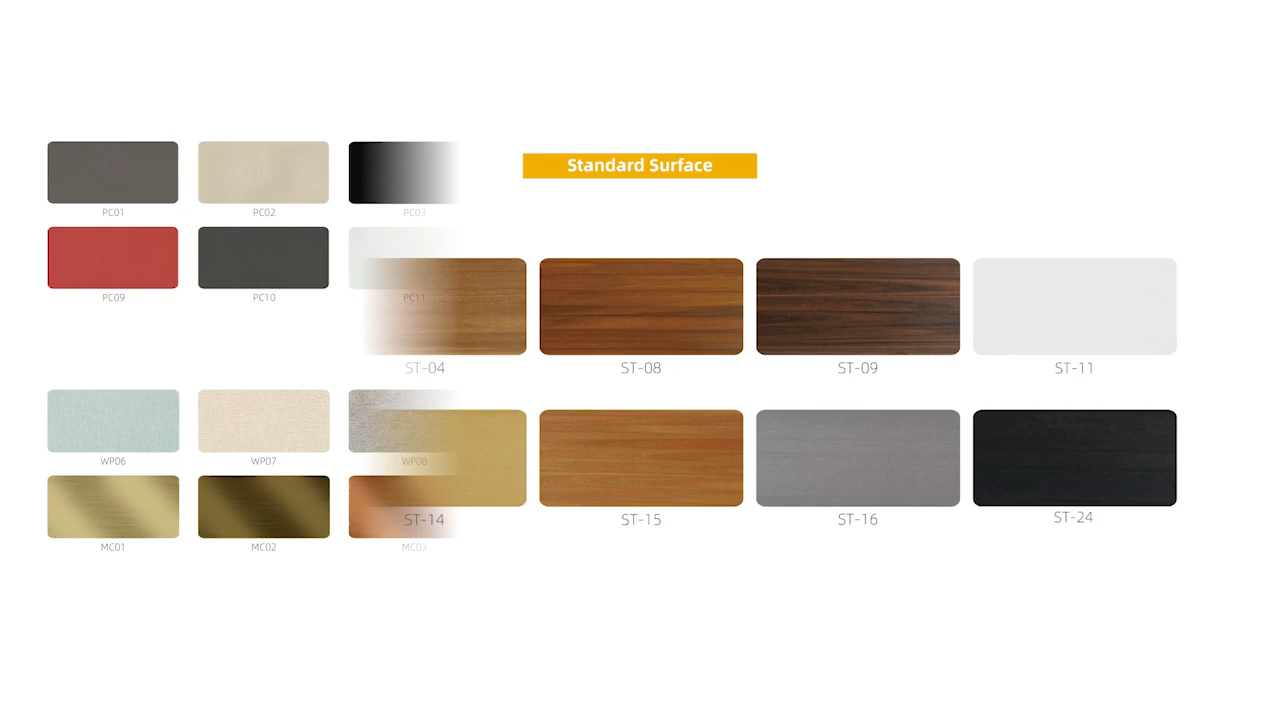 Standard Surface
PC01 PC02 PC03
PC09 PC10 PC11
ST-04 ST-08 ST-09 ST-11
WP06 WP07 WP08
ST-14 ST-15 ST-16 ST-24
MC01 MC02 MC03